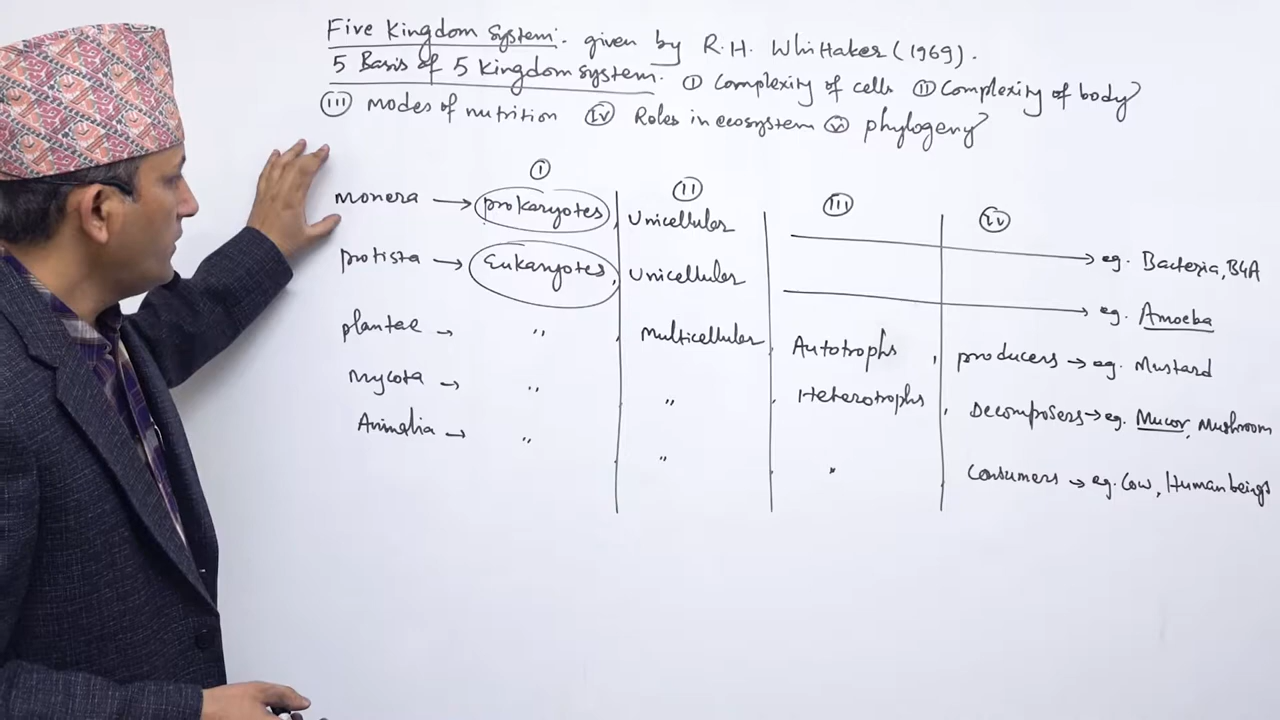 Five Kingdom System:- given by R.H. Whittaker (1969).
5 Basis of 5 Kingdom system. (i) Complexity of cells (ii) Complexity of body
(iii) modes of nutrition (iv) Roles in ecosystem (v) phylogeny
(i) (ii) (iii) (iv)
monera → prokaryotes, Unicellular → eg. Bacteria, BGA
protista → Eukaryotes, Unicellular → eg. Amoeba
plantae → ,, , Multicellular, Autotrophs, producers → eg. Mustard
Mycota → ,, ,, , Heterotrophs, Decomposers → eg. Mucor, Mushroom
Animalia → ,, ,, , ,, Consumers → eg. Cow, Human beings